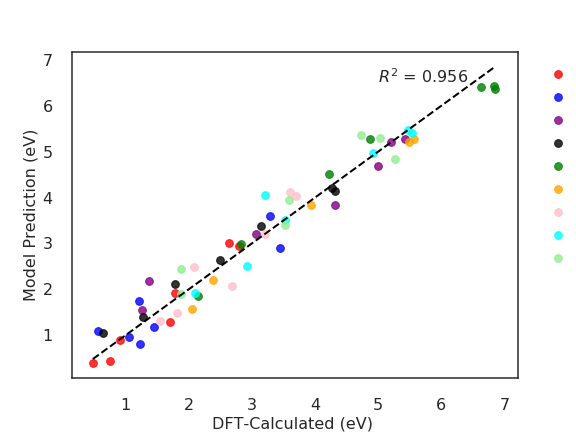 R² = 0.956
7
6
5
4
3
2
1
Model Prediction (eV)
1 2 3 4 5 6 7
DFT-Calculated (eV)